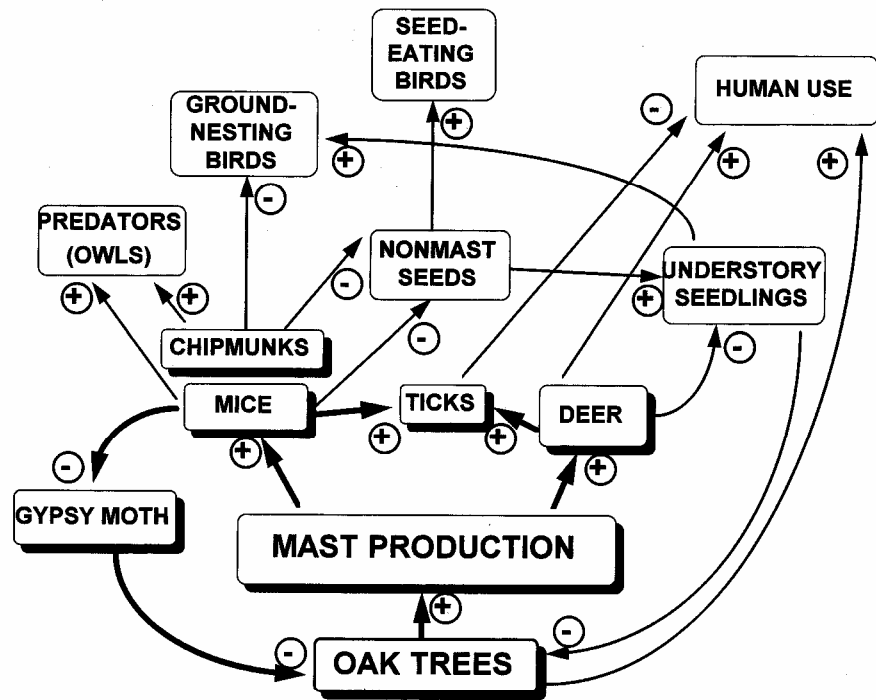 SEED-
EATING
BIRDS
HUMAN USE
GROUND-
NESTING
BIRDS
-
+
+
+
+
-
PREDATORS
(OWLS)
NONMAST
SEEDS
UNDERSTORY
SEEDLINGS
+
+
-
+
CHIPMUNKS
-
-
MICE
TICKS
DEER
+
+
+
+
-
GYPSY MOTH
MAST PRODUCTION
+
-
-
OAK TREES